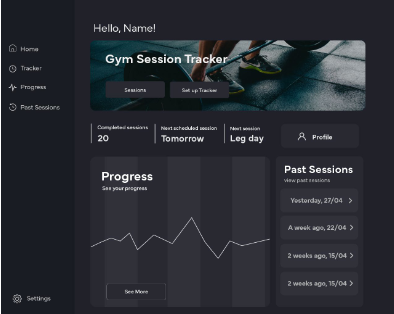 Hello, Name!
Home
Tracker
Progress
Past Sessions
Settings
Gym Session Tracker
Sessions
Set up Tracker
Completed sessions
20
Next scheduled session
Tomorrow
Next session
Leg day
Profile
Progress
See your progress
See More
Past Sessions
View past sessions
Yesterday, 27/04
A week ago, 22/04
2 weeks ago, 15/04
2 weeks ago, 15/04